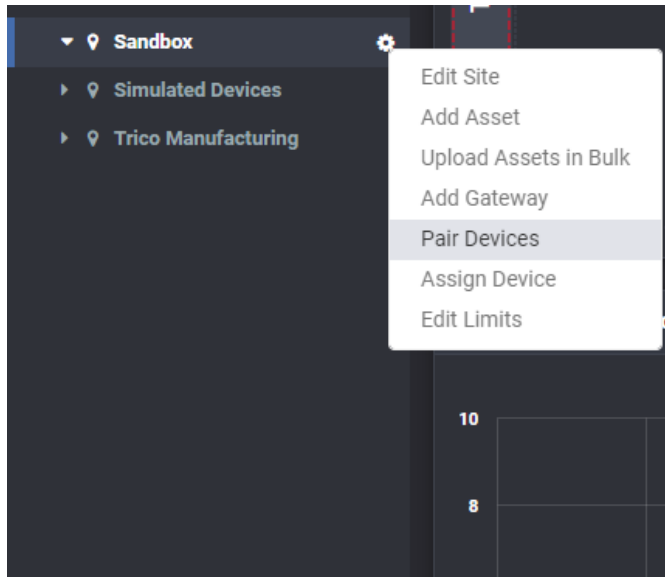 Sandbox
Simulated Devices
Trico Manufacturing
Edit Site
Add Asset
Upload Assets in Bulk
Add Gateway
Pair Devices
Assign Device
Edit Limits
10
8